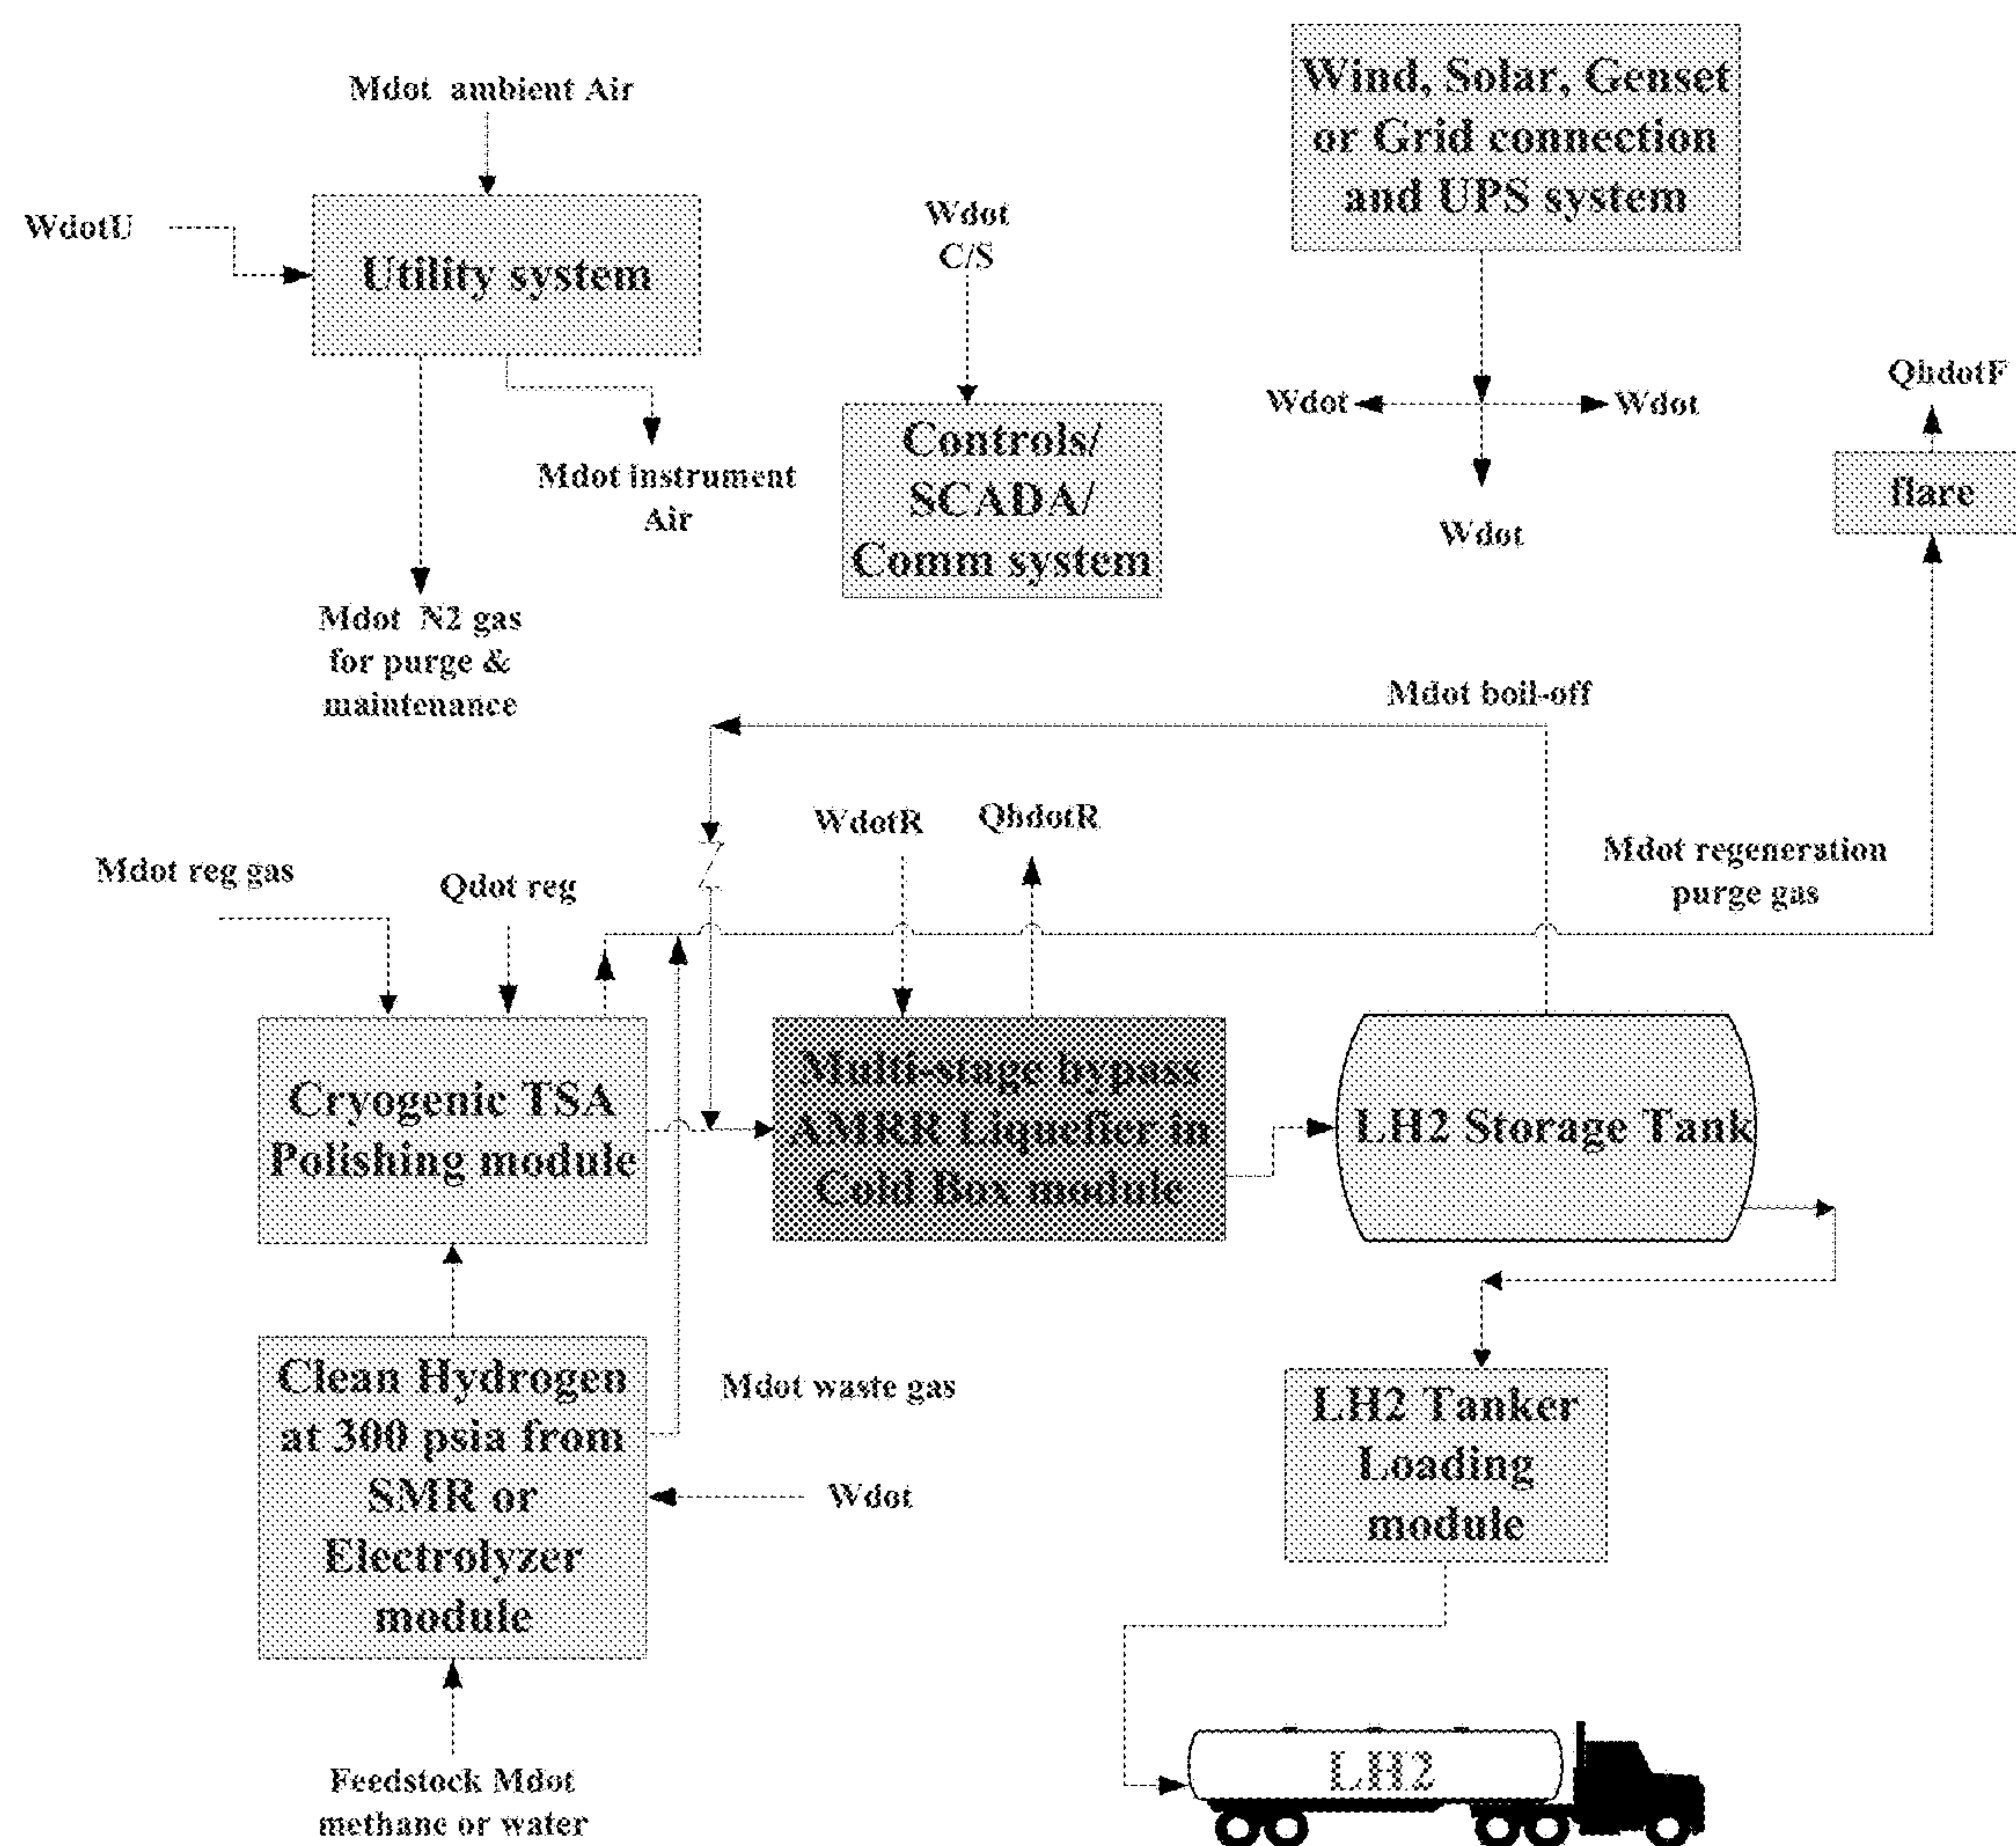 Mdot ambient Air
WdotU
Utility system
Mdot instrument
Air
Mdot N2 gas
for purge &
maintenance
Wdot
C/S
Controls/
SCADA/
Comm system
Wind, Solar, Genset
or Grid connection
and UPS system
Wdot
Wdot
Wdot
QhdotF
flare
Mdot boil-off
Mdot regeneration
purge gas
Mdot reg gas
Qdot reg
WdotR
QhdotR
Cryogenic TSA
Polishing module
Multi-stage bypass
AMRR Liquefier in
Cold Box module
LH2 Storage Tank
Clean Hydrogen
at 300 psia from
SMR or
Electrolyzer
module
Mdot waste gas
Wdot
LH2 Tanker
Loading
module
Feedstock Mdot
methane or water
LH2